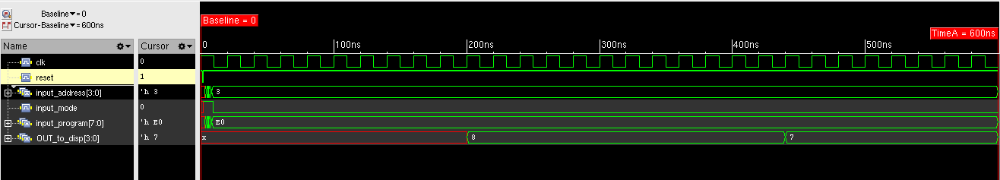 Baseline▼= 0
Cursor-Baseline▼= 600ns
Baseline = 0
TimeA = 600ns
Name Cursor 0 100ns 200ns 300ns 400ns 500ns
clk 0
reset 1
input_address[3:0] 'h 3 3
input_mode 0
input_program[7:0] 'h E0 E0
OUT_to_disp[3:0] 'h 7 x 8 7